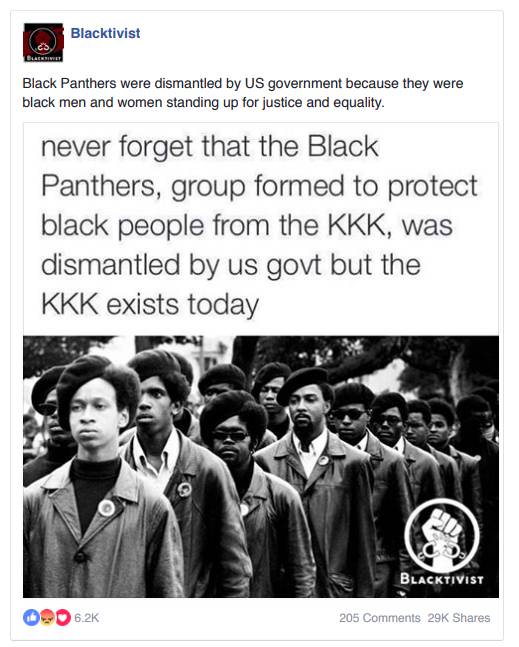 BLACKTIVIST
Blacktivist
Black Panthers were dismantled by US government because they were
black men and women standing up for justice and equality.
never forget that the Black
Panthers, group formed to protect
black people from the KKK, was
dismantled by us govt but the
KKK exists today
BLACKTIVIST
6.2K
205 Comments 29K Shares